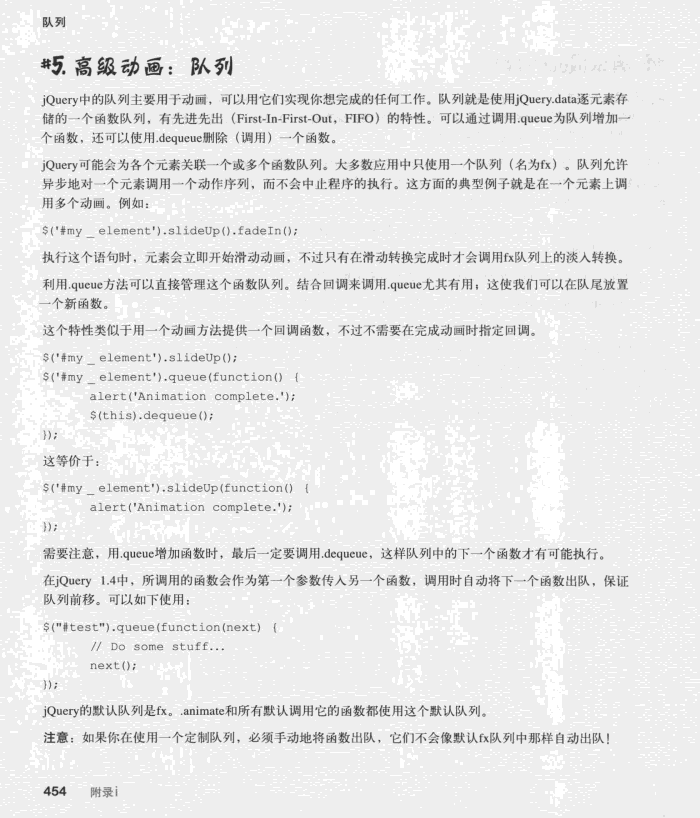 队列
#5. 高级动画：队列
jQuery中的队列主要用于动画，可以用它们实现你想完成的任何工作。队列就是使用jQuery.data逐元素存
储的一个函数队列，有先进先出（First-In-First-Out，FIFO）的特性。可以通过调用.queue为队列增加一
个函数，还可以使用.dequeue删除（调用）一个函数。
jQuery可能会为各个元素关联一个或多个函数队列。大多数应用中只使用一个队列（名为fx）。队列允许
异步地对一个元素调用一个动作序列，而不会中止程序的执行。这方面的典型例子就是在一个元素上调
用多个动画。例如：
$('#my _ element').slideUp().fadeIn();
执行这个语句时，元素会立即开始滑动动画，不过只有在滑动转换完成时才会调用fx队列上的淡入转换。
利用.queue方法可以直接管理这个函数队列。结合回调来调用.queue尤其有用；这使我们可以在队尾放置
一个新函数。
这个特性类似于用一个动画方法提供一个回调函数，不过不需要在完成动画时指定回调。
$('#my _ element').slideUp();
$('#my _ element').queue(function() {
alert('Animation complete.');
$(this).dequeue();
});
这等价于：
$('#my _ element').slideUp(function() {
alert('Animation complete.');
});
需要注意，用.queue增加函数时，最后一定要调用.dequeue，这样队列中的下一个函数才有可能执行。
在jQuery 1.4中，所调用的函数会作为第一个参数传入另一个函数，调用时自动将下一个函数出队，保证
队列前移。可以如下使用：
$("#test").queue(function(next) {
// Do some stuff...
next();
});
jQuery的默认队列是fx。.animate和所有默认调用它的函数都使用这个默认队列。
注意：如果你在使用一个定制队列，必须手动地将函数出队，它们不会像默认fx队列中那样自动出队！
454 附录i